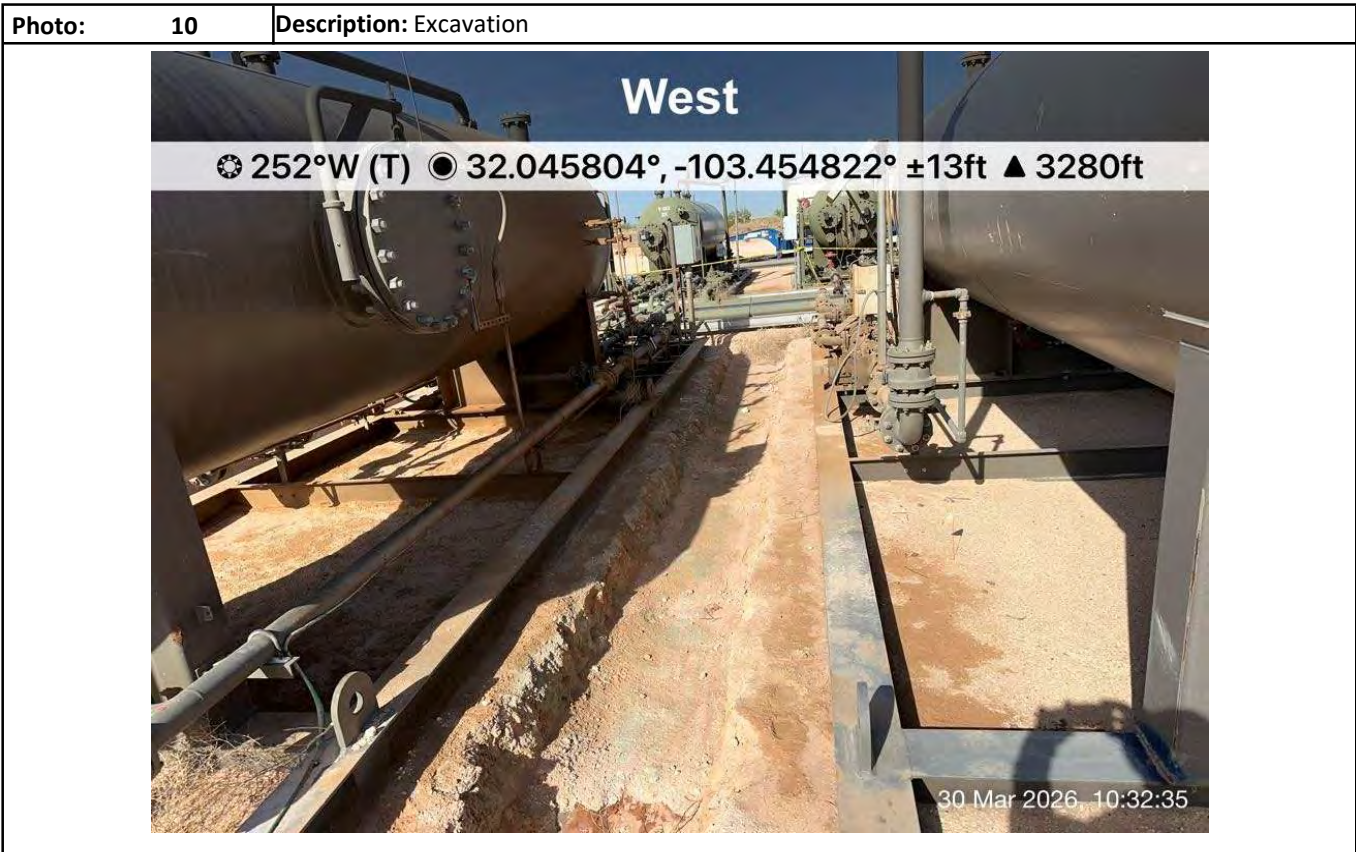 Photo: 10 Description: Excavation
West
252°W (T) 32.045804°, -103.454822° ±13ft ▲ 3280ft
30 Mar 2026, 10:32:35